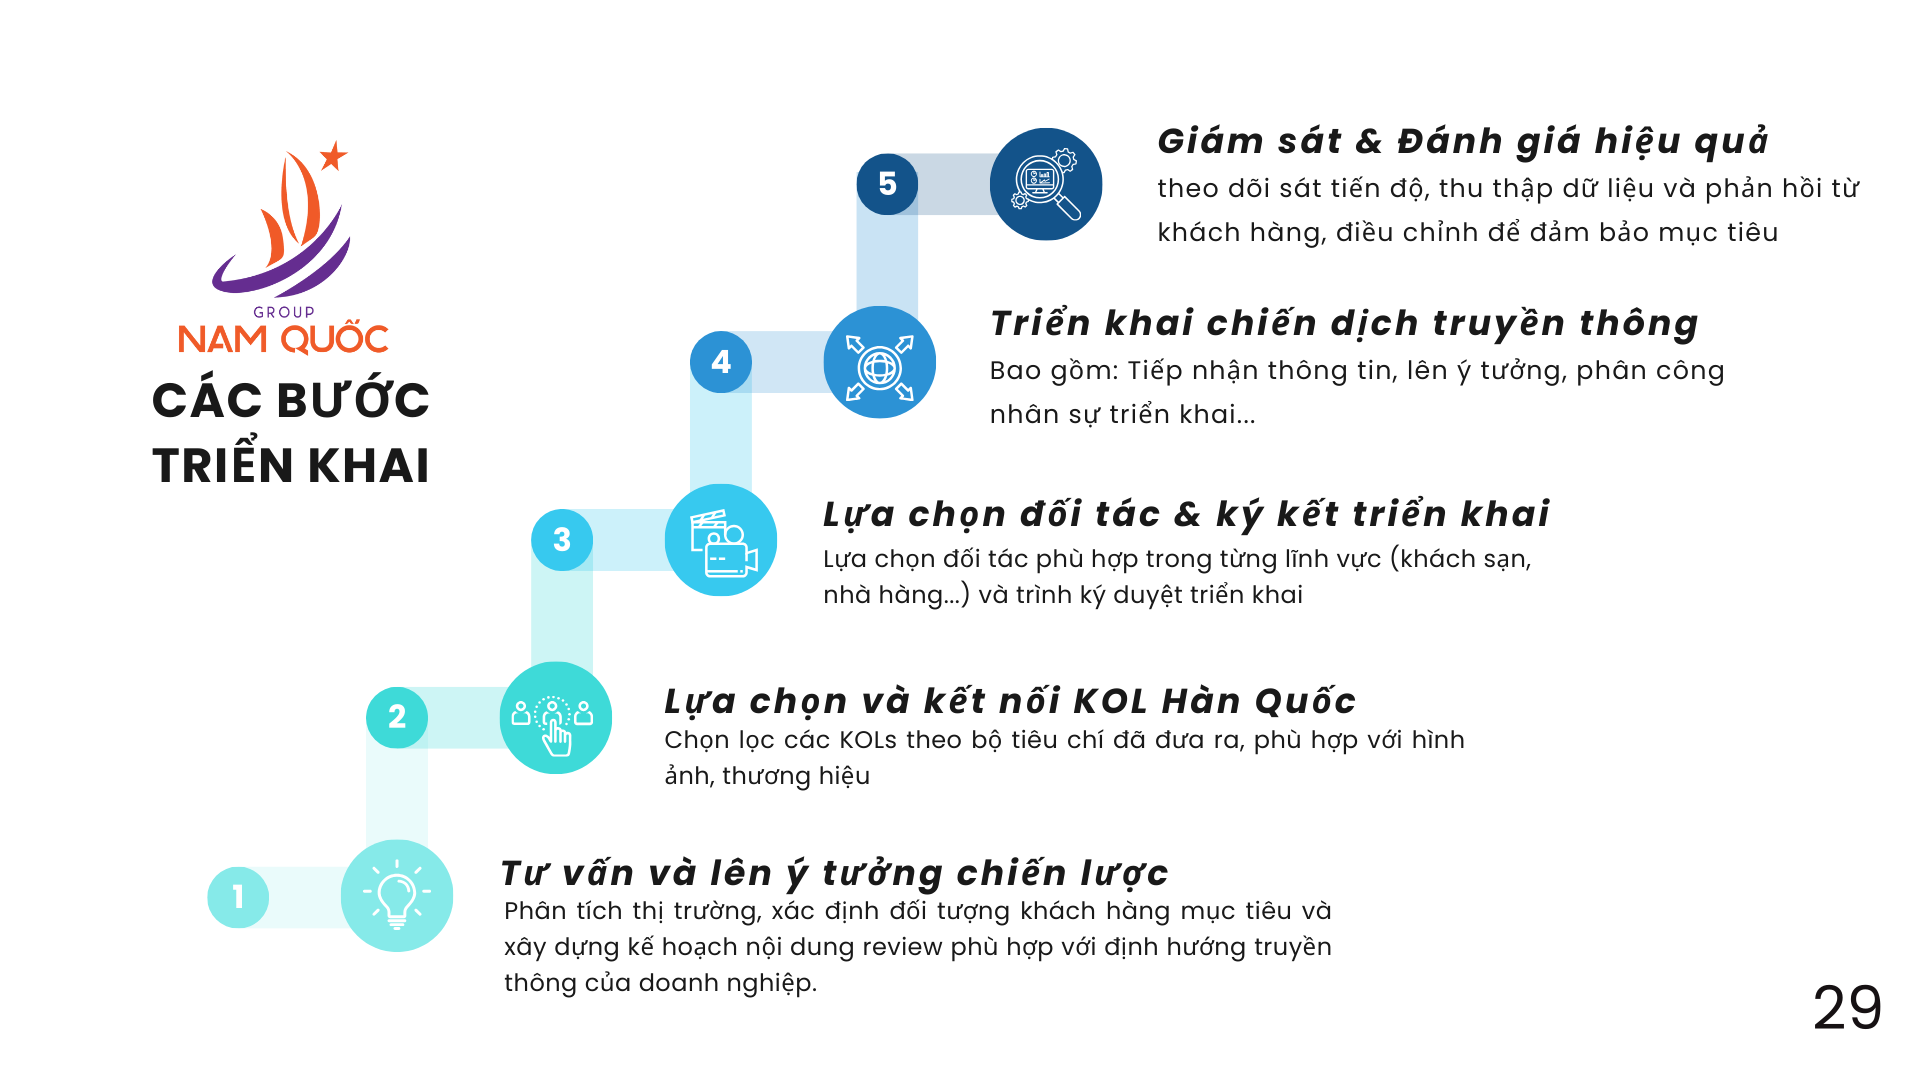 GROUP
NAM QUỐC
CÁC BƯỚC
TRIỂN KHAI
5
Giám sát & Đánh giá hiệu quả
theo dõi sát tiến độ, thu thập dữ liệu và phản hồi từ
khách hàng, điều chỉnh để đảm bảo mục tiêu
4
Triển khai chiến dịch truyền thông
Bao gồm: Tiếp nhận thông tin, lên ý tưởng, phân công
nhân sự triển khai...
3
Lựa chọn đối tác & ký kết triển khai
Lựa chọn đối tác phù hợp trong từng lĩnh vực (khách sạn,
nhà hàng...) và trình ký duyệt triển khai
2
Lựa chọn và kết nối KOL Hàn Quốc
Chọn lọc các KOLs theo bộ tiêu chí đã đưa ra, phù hợp với hình
ảnh, thương hiệu
1
Tư vấn và lên ý tưởng chiến lược
Phân tích thị trường, xác định đối tượng khách hàng mục tiêu và
xây dựng kế hoạch nội dung review phù hợp với định hướng truyền
thông của doanh nghiệp.
29